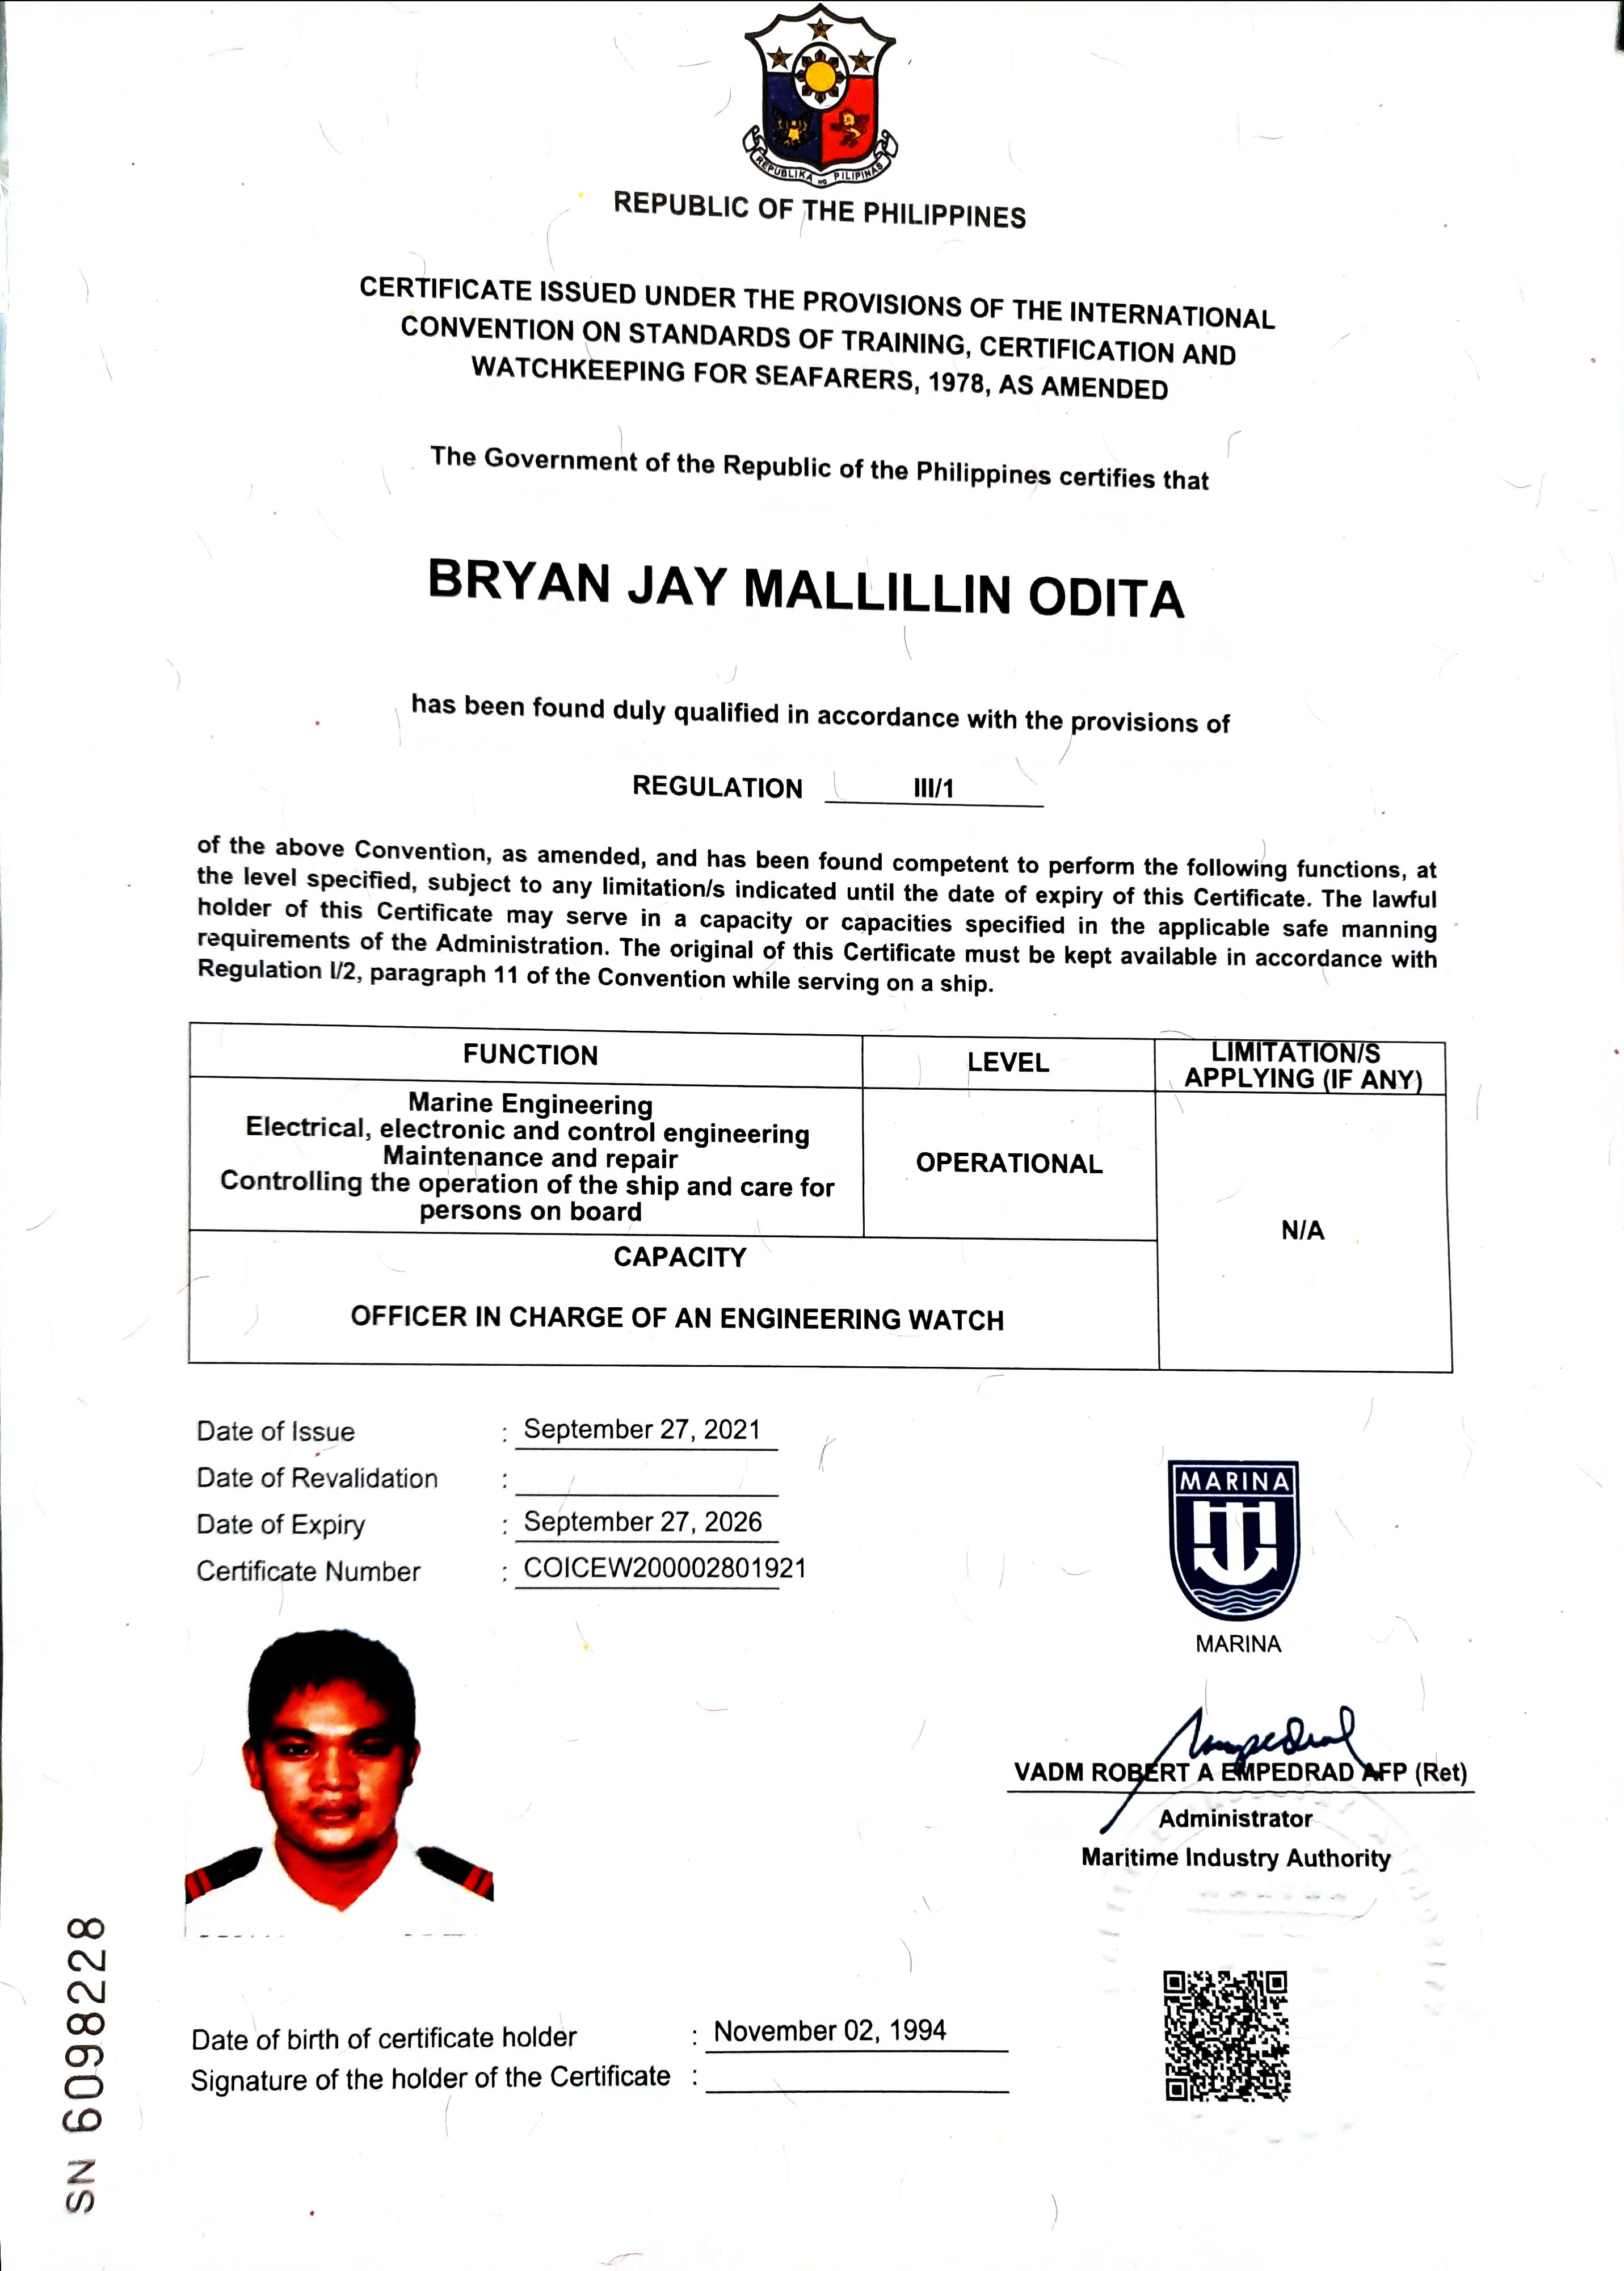 REPUBLIKA NG PILIPINAS
REPUBLIC OF THE PHILIPPINES
CERTIFICATE ISSUED UNDER THE PROVISIONS OF THE INTERNATIONAL
CONVENTION ON STANDARDS OF TRAINING, CERTIFICATION AND
WATCHKEEPING FOR SEAFARERS, 1978, AS AMENDED
The Government of the Republic of the Philippines certifies that
BRYAN JAY MALLILLIN ODITA
has been found duly qualified in accordance with the provisions of
REGULATION III/1
of the above Convention, as amended, and has been found competent to perform the following functions, at
the level specified, subject to any limitation/s indicated until the date of expiry of this Certificate. The lawful
holder of this Certificate may serve in a capacity or capacities specified in the applicable safe manning
requirements of the Administration. The original of this Certificate must be kept available in accordance with
Regulation I/2, paragraph 11 of the Convention while serving on a ship.
FUNCTION
LEVEL
LIMITATION/S
APPLYING (IF ANY)
Marine Engineering
Electrical, electronic and control engineering
Maintenance and repair
Controlling the operation of the ship and care for
persons on board
OPERATIONAL
N/A
CAPACITY
OFFICER IN CHARGE OF AN ENGINEERING WATCH
Date of Issue : September 27, 2021
Date of Revalidation :
Date of Expiry : September 27, 2026
Certificate Number : COICEW200002801921
MARINA
MARINA
VADM ROBERT A EMPEDRAD AFP (Ret)
Administrator
Maritime Industry Authority
Date of birth of certificate holder : November 02, 1994
Signature of the holder of the Certificate :
SN 6098228